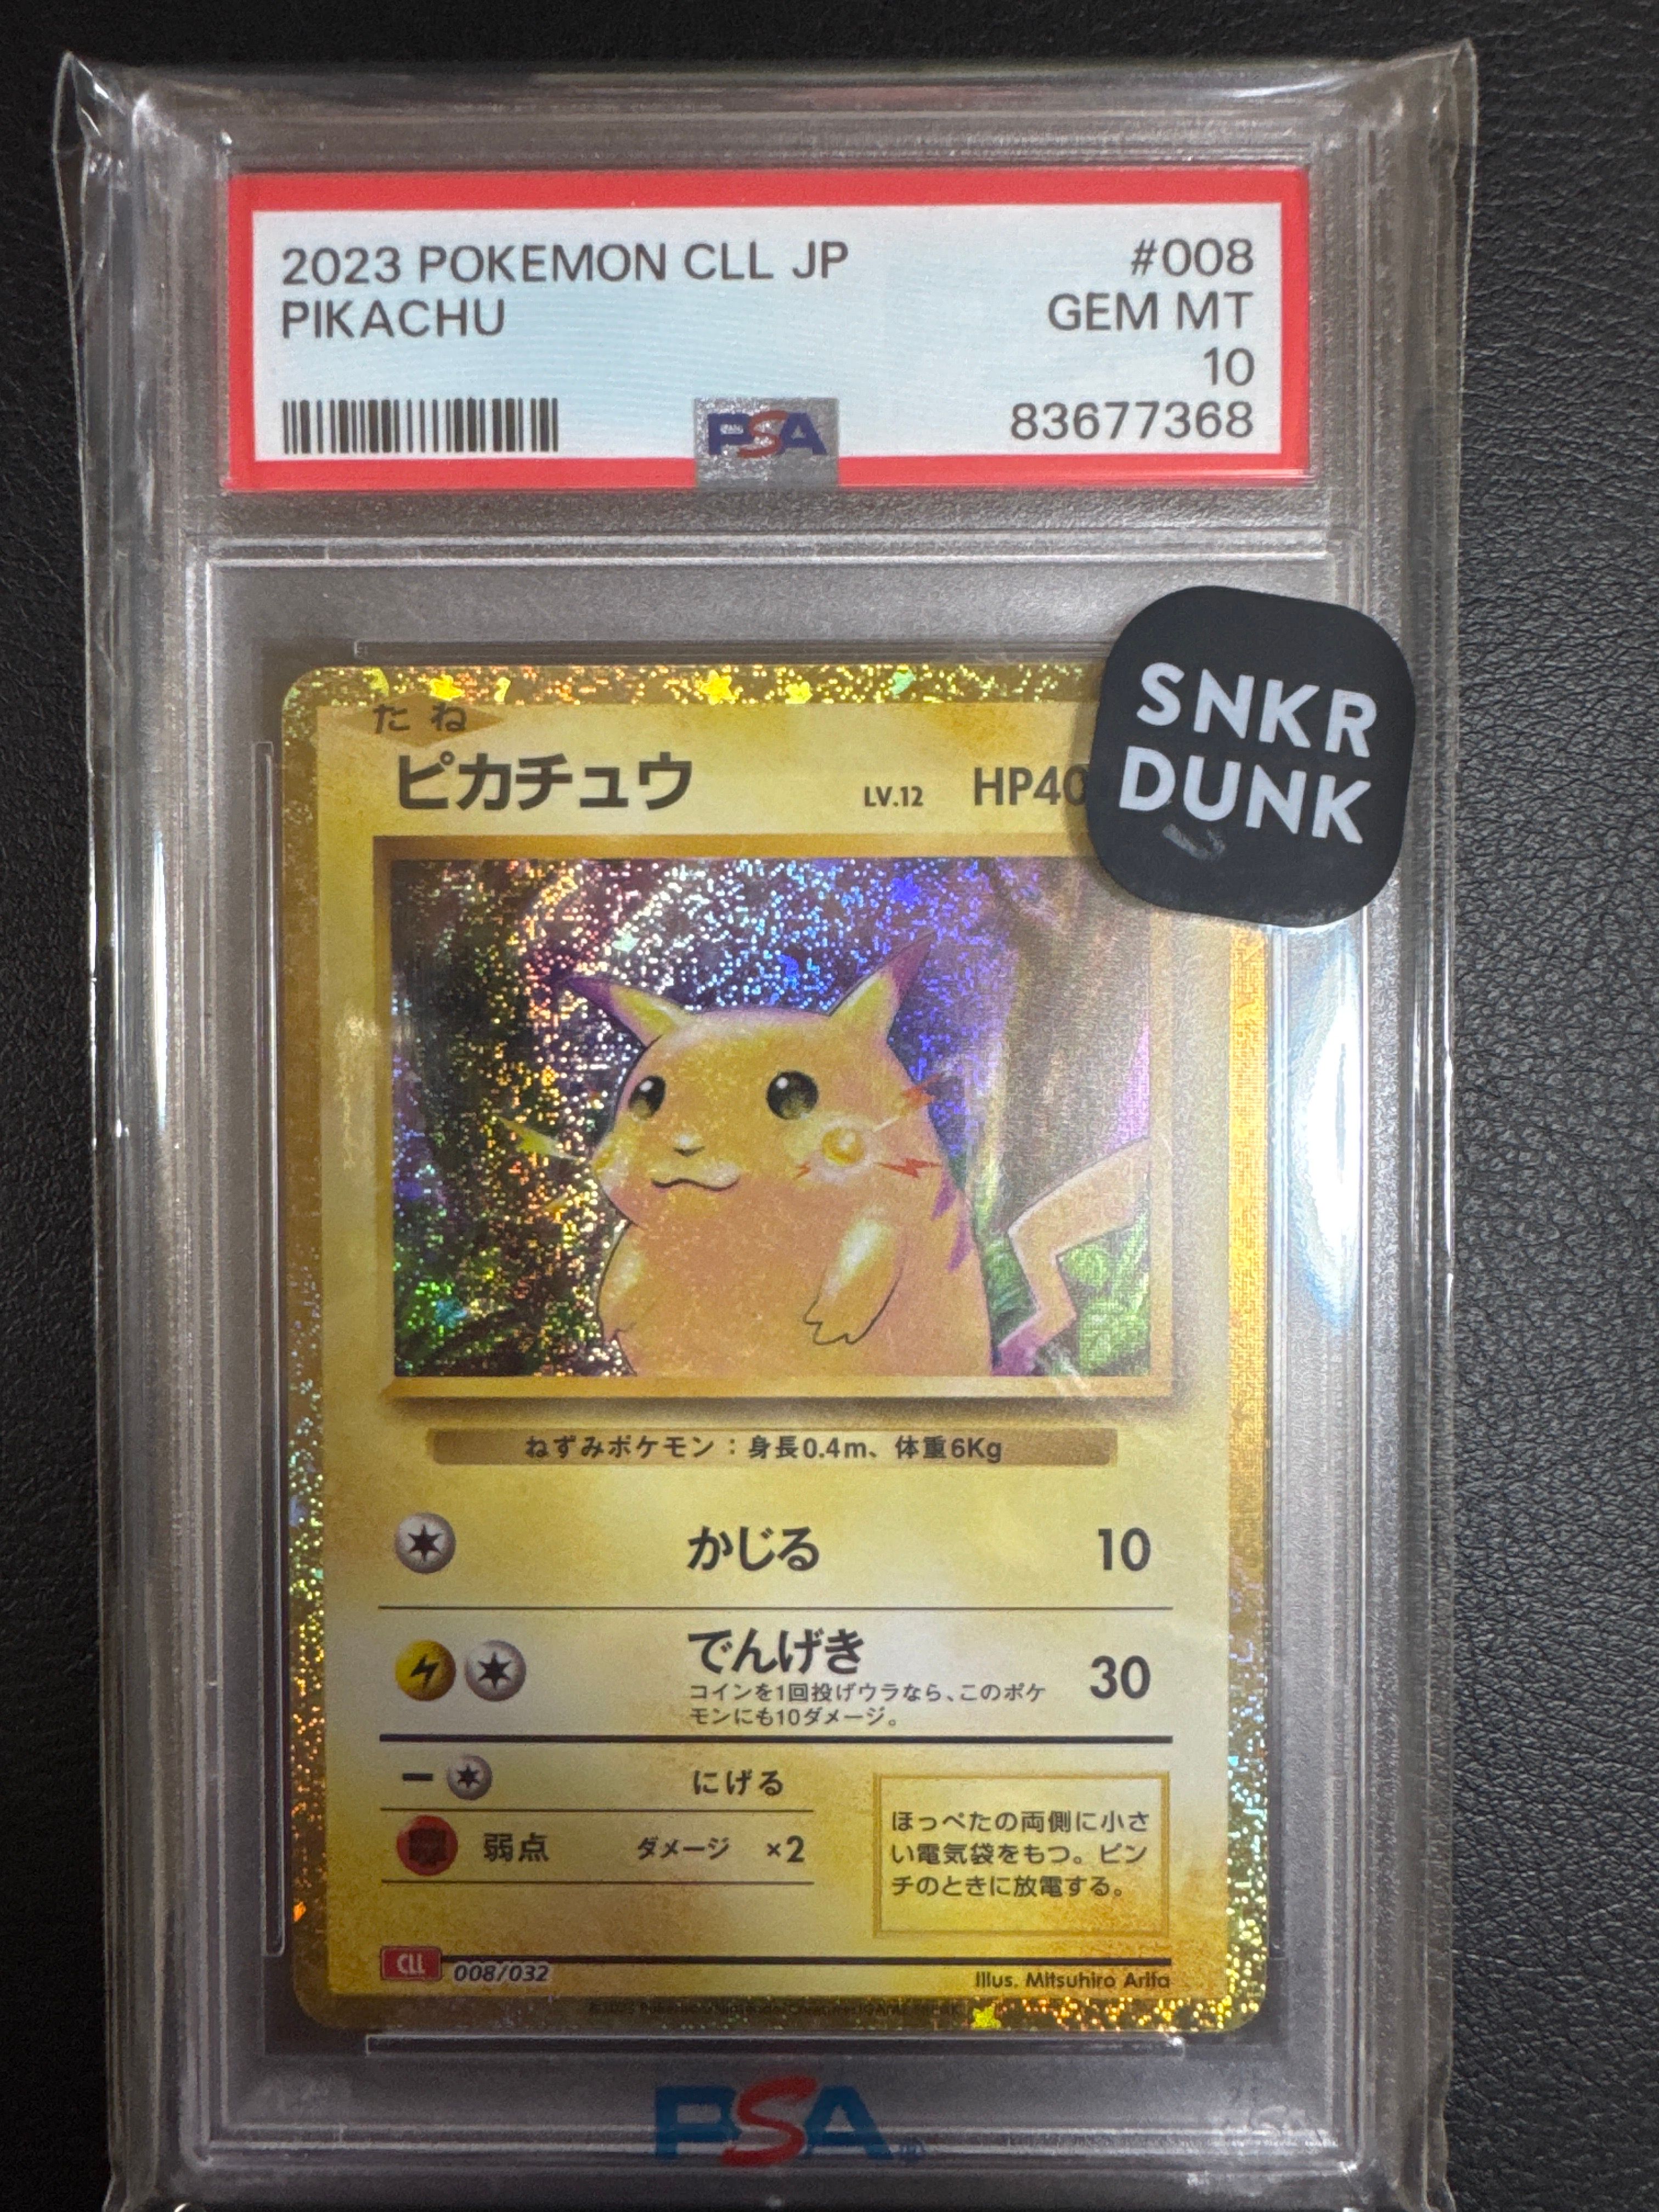 2023 POKEMON CLL JP #008
PIKACHU GEM MT
10
PSA 83677368
SNKR
DUNK
たね
ピカチュウ LV.12 HP40
ねずみポケモン：身長0.4m、体重6Kg
かじる 10
でんげき 30
コインを1回投げウラなら、このポケ
モンにも10ダメージ。
にげる
弱点 ダメージ ×2
ほっぺたの両側に小さ
い電気袋をもつ。ピン
チのときに放電する。
CLL 008/032 Illus. Mitsuhiro Arita
PSA